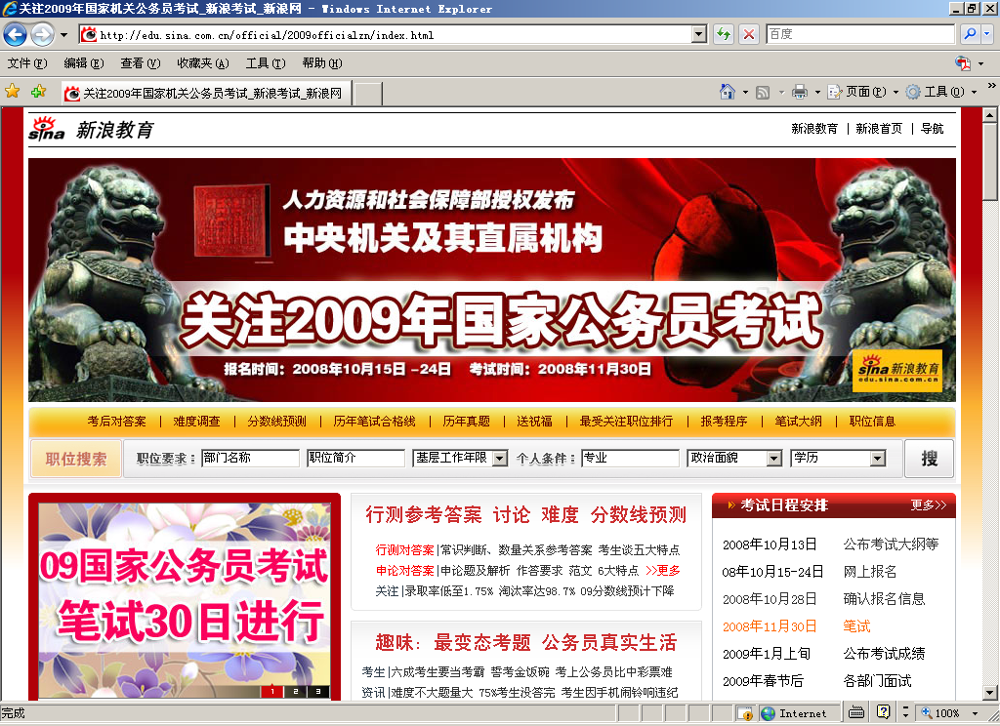 关注2009年国家机关公务员考试_新浪考试_新浪网 - Windows Internet Explorer
http://edu.sina.com.cn/official/2009officialzn/index.html
百度
文件(F) 编辑(E) 查看(V) 收藏夹(A) 工具(T) 帮助(H)
关注2009年国家机关公务员考试_新浪考试_新浪网
页面(P) 工具(O)
sina 新浪教育
新浪教育 | 新浪首页 | 导航
人力资源和社会保障部授权发布
中央机关及其直属机构
关注2009年国家公务员考试
报名时间：2008年10月15日-24日 考试时间：2008年11月30日
sina 新浪教育
edu.sina.com.cn
考后对答案 | 难度调查 | 分数线预测 | 历年笔试合格线 | 历年真题 | 送祝福 | 最受关注职位排行 | 报考程序 | 笔试大纲 | 职位信息
职位搜索 职位要求： 部门名称 职位简介 基层工作年限 个人条件： 专业 政治面貌 学历 搜
09国家公务员考试
笔试30日进行
1 2 3
行测参考答案 讨论 难度 分数线预测
行测对答案|常识判断、数量关系参考答案 考生谈五大特点
申论对答案|申论题及解析 作答要求 范文 6大特点 >>更多
关注|录取率低至1.75% 淘汰率达98.7% 09分数线预计下降
趣味：最变态考题 公务员真实生活
考生|六成考生要当考霸 誓考金饭碗 考上公务员比中彩票难
资讯|难度不大题量大 75%考生没答完 考生因手机闹铃响违纪
考试日程安排 更多>>
2008年10月13日 公布考试大纲等
08年10月15-24日 网上报名
2008年10月28日 确认报名信息
2008年11月30日 笔试
2009年1月上旬 公布考试成绩
2009年春节后 各部门面试
完成 Internet 100%